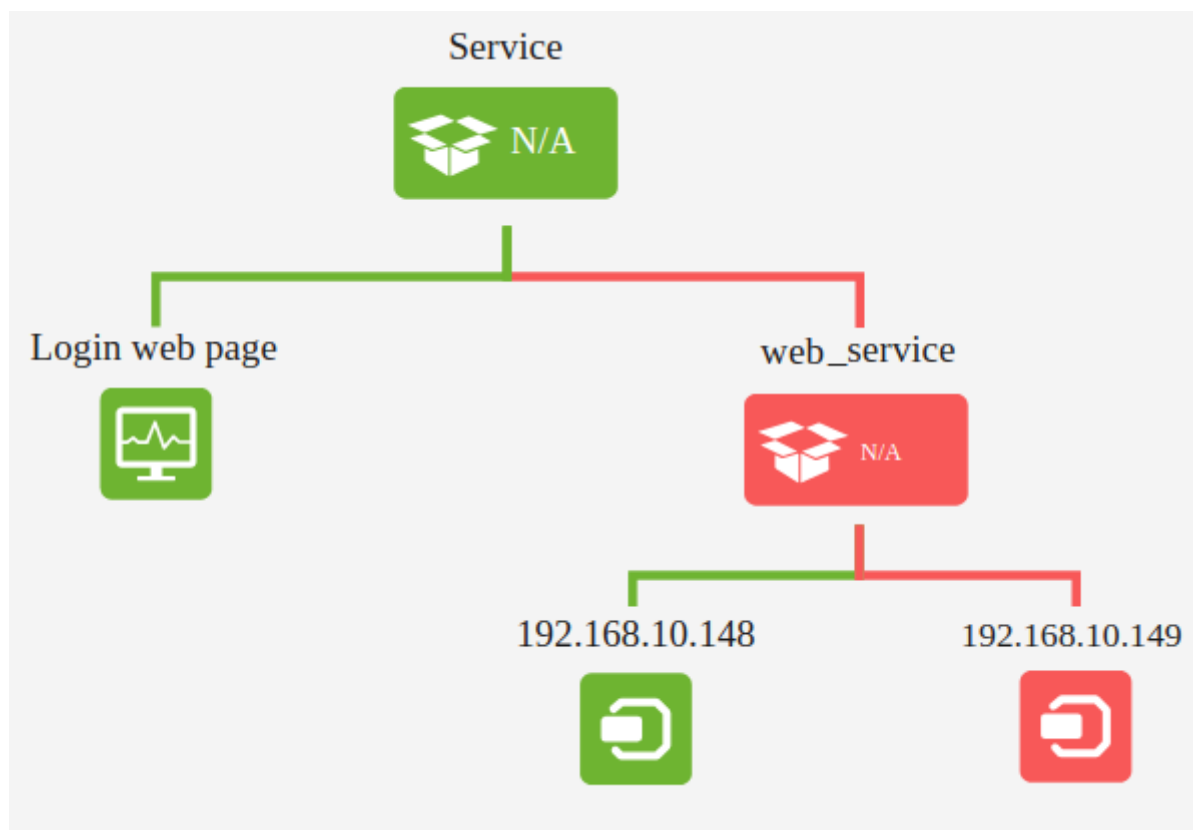 Service
N/A
Login web page
web_service
N/A
192.168.10.148
192.168.10.149